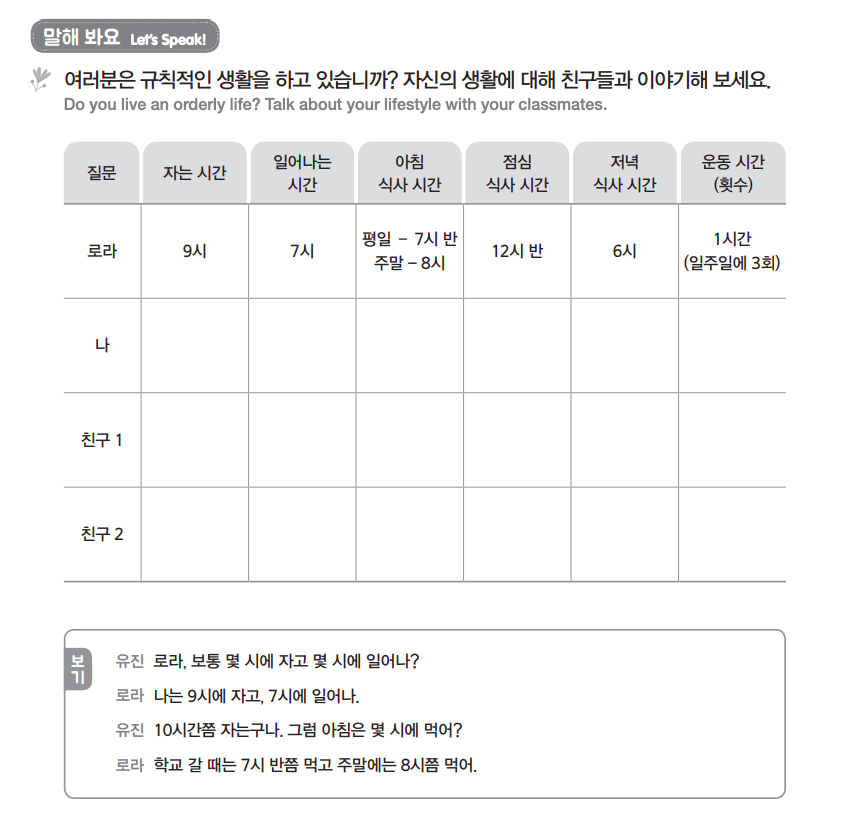 말해 봐요 Let's Speak!
여러분은 규칙적인 생활을 하고 있습니까? 자신의 생활에 대해 친구들과 이야기해 보세요.
Do you live an orderly life? Talk about your lifestyle with your classmates.
질문 자는 시간 일어나는 시간 아침 식사 시간 점심 식사 시간 저녁 식사 시간 운동 시간 (횟수)
로라 9시 7시 평일 – 7시 반 주말 – 8시 12시 반 6시 1시간 (일주일에 3회)
나
친구 1
친구 2
보기
유진 로라, 보통 몇 시에 자고 몇 시에 일어나?
로라 나는 9시에 자고, 7시에 일어나.
유진 10시간쯤 자는구나. 그럼 아침은 몇 시에 먹어?
로라 학교 갈 때는 7시 반쯤 먹고 주말에는 8시쯤 먹어.